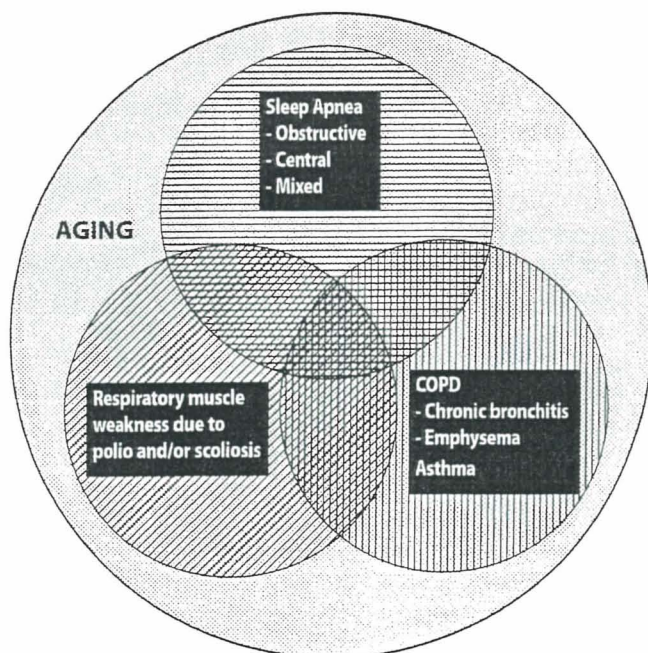 Sleep Apnea
- Obstructive
- Central
- Mixed
AGING
Respiratory muscle
weakness due to
polio and/or scoliosis
COPD
- Chronic bronchitis
- Emphysema
Asthma